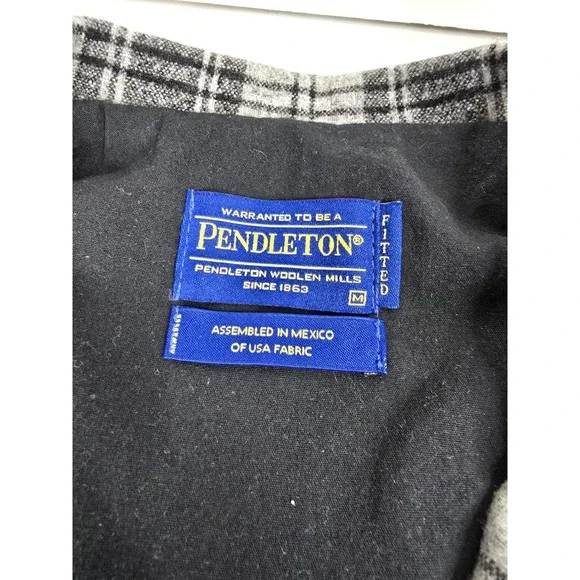 WARRANTED TO BE A
PENDLETON®
PENDLETON WOOLEN MILLS
SINCE 1863
M
FITTED
ASSEMBLED IN MEXICO
OF USA FABRIC